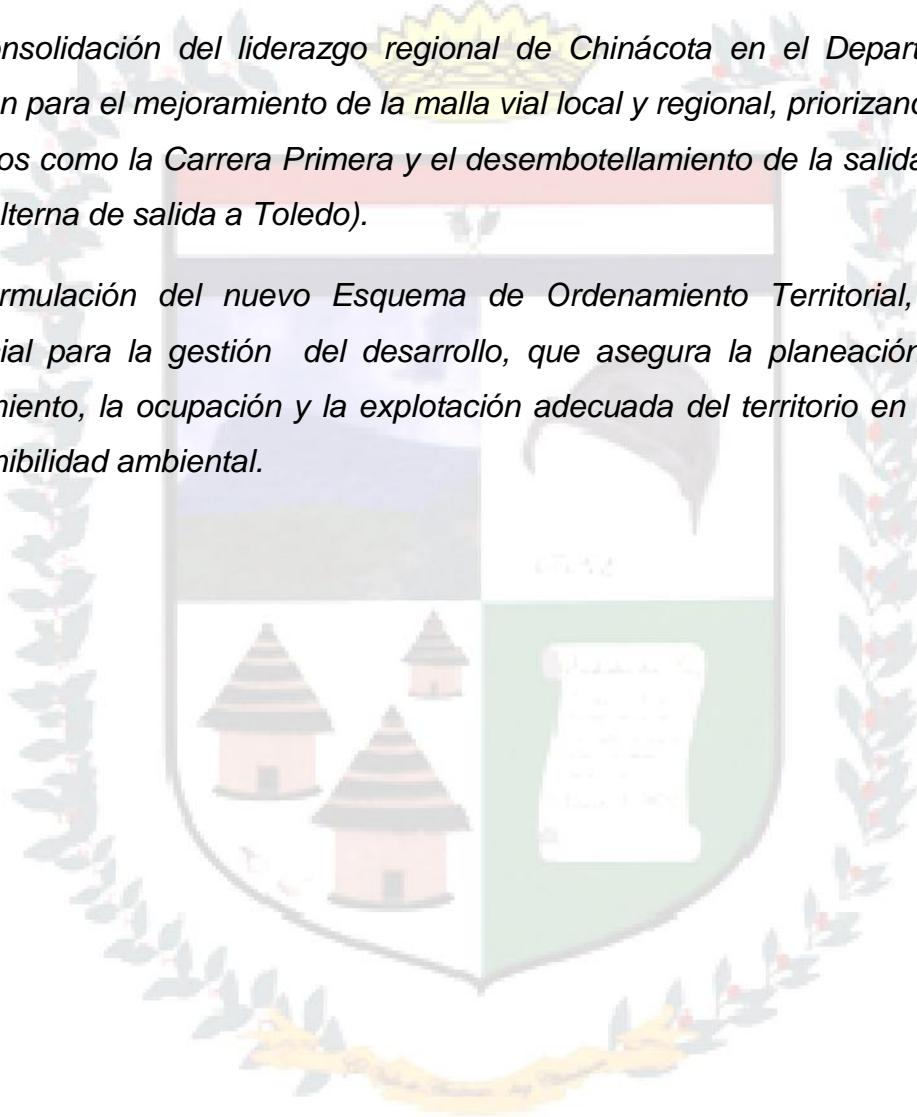 onsolidación del liderazgo regional de Chinácota en el Depart
n para el mejoramiento de la malla vial local y regional, priorizand
os como la Carrera Primera y el desembotellamiento de la salida
lterna de salida a Toledo).
rmulación del nuevo Esquema de Ordenamiento Territorial,
ial para la gestión del desarrollo, que asegura la planeación
miento, la ocupación y la explotación adecuada del territorio en
nibilidad ambiental.